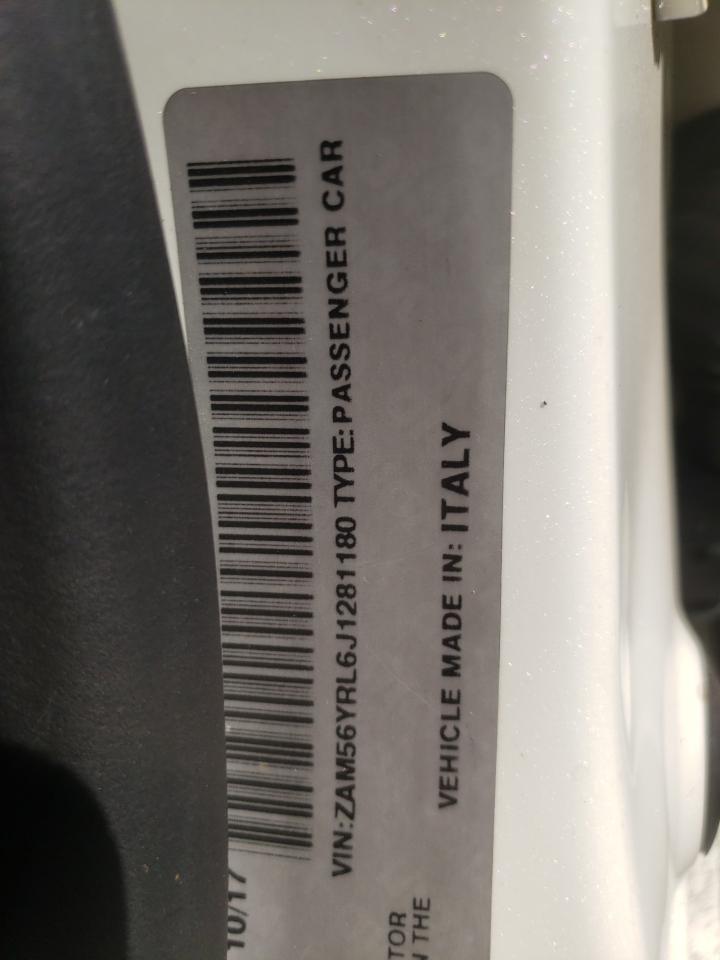 10/17
VIN:ZAM56YRL6J1281180 TYPE:PASSENGER CAR
TOR
THE
VEHICLE MADE IN: ITALY